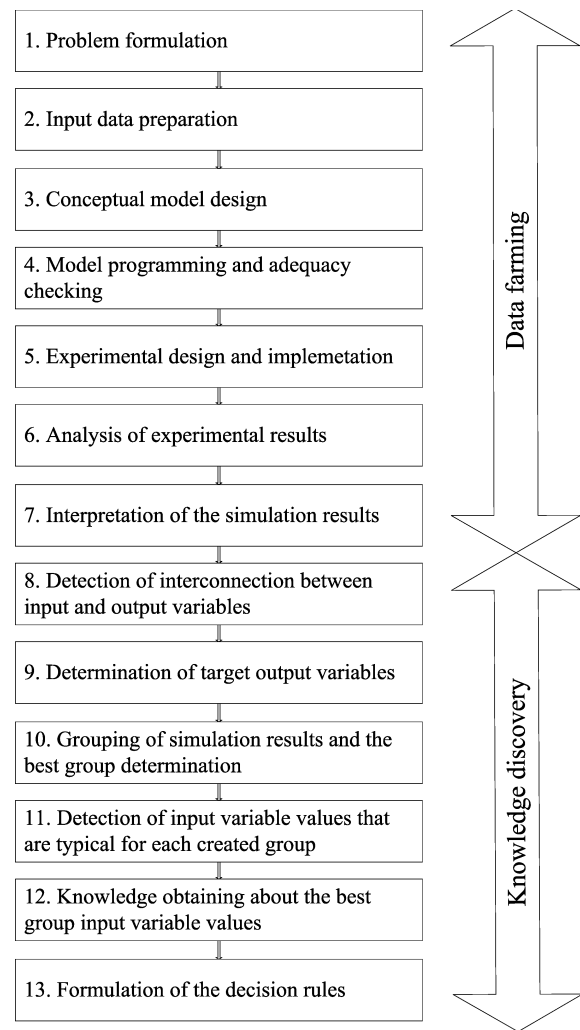 1. Problem formulation
2. Input data preparation
3. Conceptual model design
4. Model programming and adequacy
checking
5. Experimental design and implemetation
6. Analysis of experimental results
7. Interpretation of the simulation results
8. Detection of interconnection between
input and output variables
9. Determination of target output variables
10. Grouping of simulation results and the
best group determination
11. Detection of input variable values that
are typical for each created group
12. Knowledge obtaining about the best
group input variable values
13. Formulation of the decision rules
Data farming
Knowledge discovery